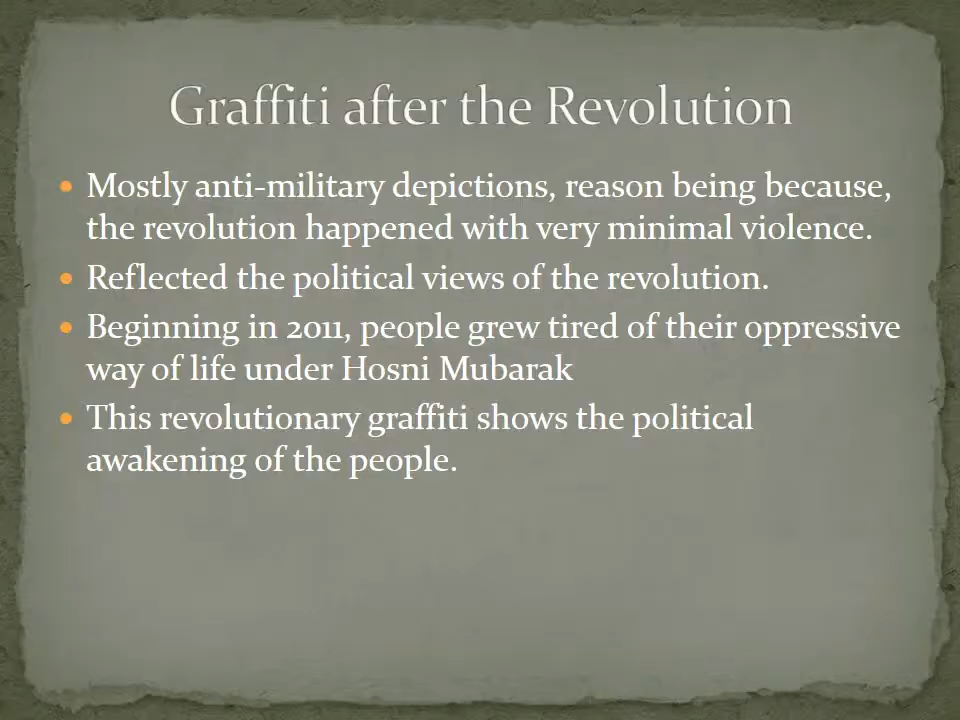 Graffiti after the Revolution
• Mostly anti-military depictions, reason being because,
the revolution happened with very minimal violence.
• Reflected the political views of the revolution.
• Beginning in 2011, people grew tired of their oppressive
way of life under Hosni Mubarak
• This revolutionary graffiti shows the political
awakening of the people.